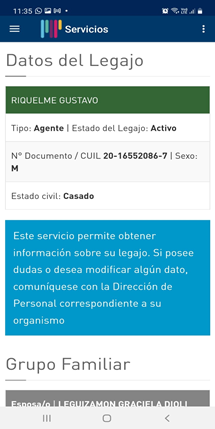 11:35
Servicios
Datos del Legajo
RIQUELME GUSTAVO
Tipo: Agente | Estado del Legajo: Activo
N° Documento / CUIL 20-16552086-7 | Sexo:
M
Estado civil: Casado
Este servicio permite obtener
información sobre su legajo. Si posee
dudas o desea modificar algún dato,
comuníquese con la Dirección de
Personal correspondiente a su
organismo
Grupo Familiar
Esposa/o | LEGUIZAMON GRACIELA DIOLI